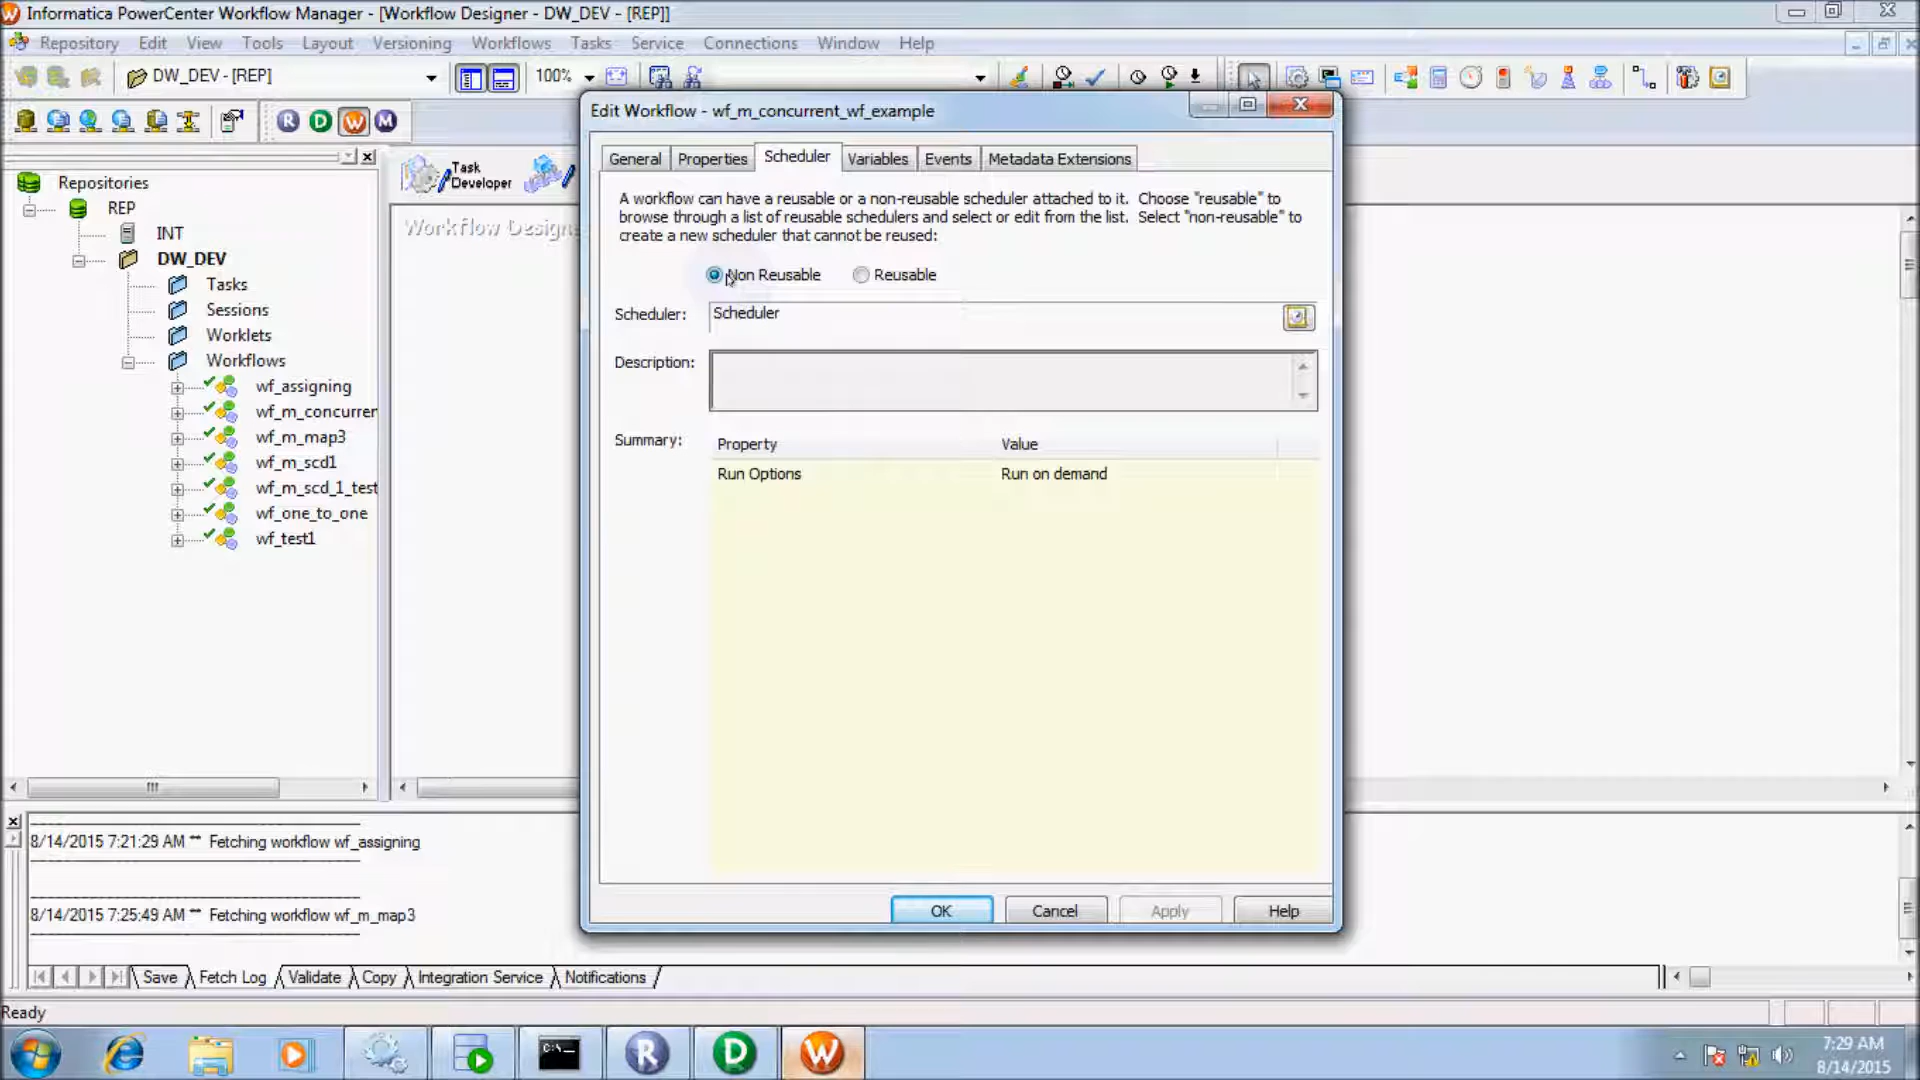 Informatica PowerCenter Workflow Manager - [Workflow Designer - DW_DEV - [REP]]
Repository Edit View Tools Layout Versioning Workflows Tasks Service Connections Window Help
DW_DEV - [REP]
100%
R D W M
Task
Developer
Repositories
REP
INT
DW_DEV
Tasks
Sessions
Worklets
Workflows
wf_assigning
wf_m_concurren
wf_m_map3
wf_m_scd1
wf_m_scd_1_test
wf_one_to_one
wf_test1
Workflow Designe
Edit Workflow - wf_m_concurrent_wf_example
General Properties Scheduler Variables Events Metadata Extensions
A workflow can have a reusable or a non-reusable scheduler attached to it. Choose "reusable" to
browse through a list of reusable schedulers and select or edit from the list. Select "non-reusable" to
create a new scheduler that cannot be reused:
Non Reusable Reusable
Scheduler: Scheduler
Description:
Summary: Property Value
Run Options Run on demand
OK Cancel Apply Help
8/14/2015 7:21:29 AM ** Fetching workflow wf_assigning
8/14/2015 7:25:49 AM ** Fetching workflow wf_m_map3
Save Fetch Log Validate Copy Integration Service Notifications
Ready
C:\
R D W
7:29 AM
8/14/2015